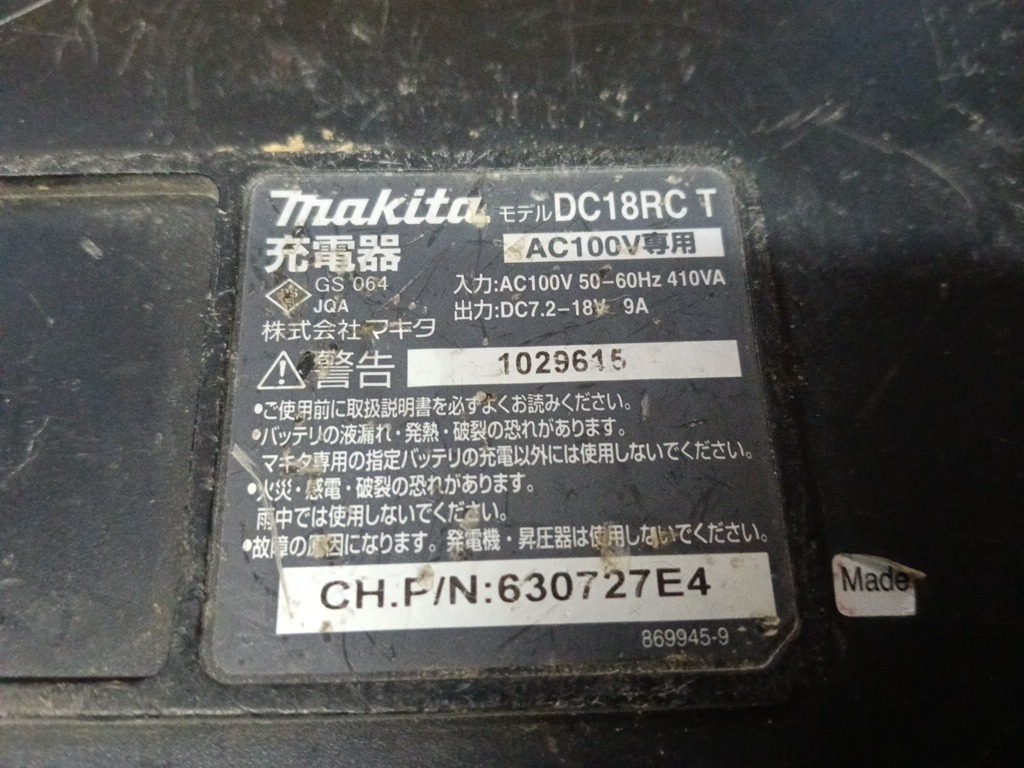 makita モデル DC18RC T
充電器 AC100V専用
GS 064
JQA
入力:AC100V 50-60Hz 410VA
出力:DC7.2-18V 9A
株式会社 マキタ
警告 1029615
•ご使用前に取扱説明書を必ずよくお読みください。
•バッテリの液漏れ・発熱・破裂の恐れがあります。
マキタ専用の指定バッテリの充電以外には使用しないでください。
•火災・感電・破裂の恐れがあります。
雨中では使用しないでください。
•故障の原因になります。発電機・昇圧器は使用しないでください。
CH.P/N:630727E4
869945-9
Made